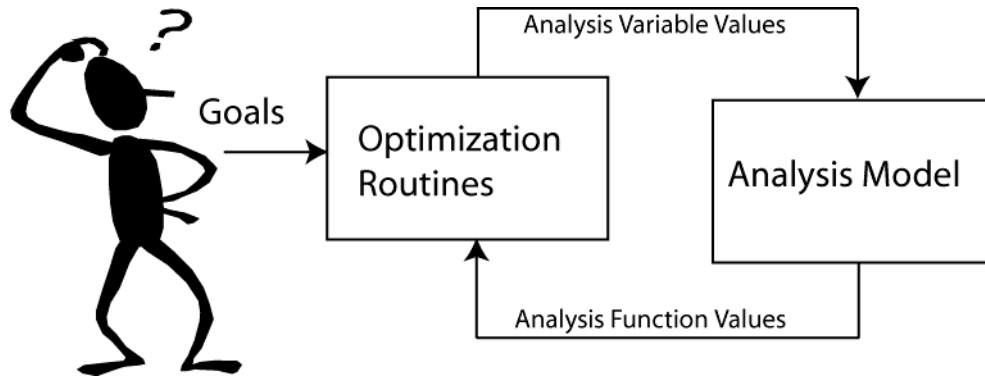 ?
Analysis Variable Values
Goals
Optimization
Routines
Analysis Model
Analysis Function Values